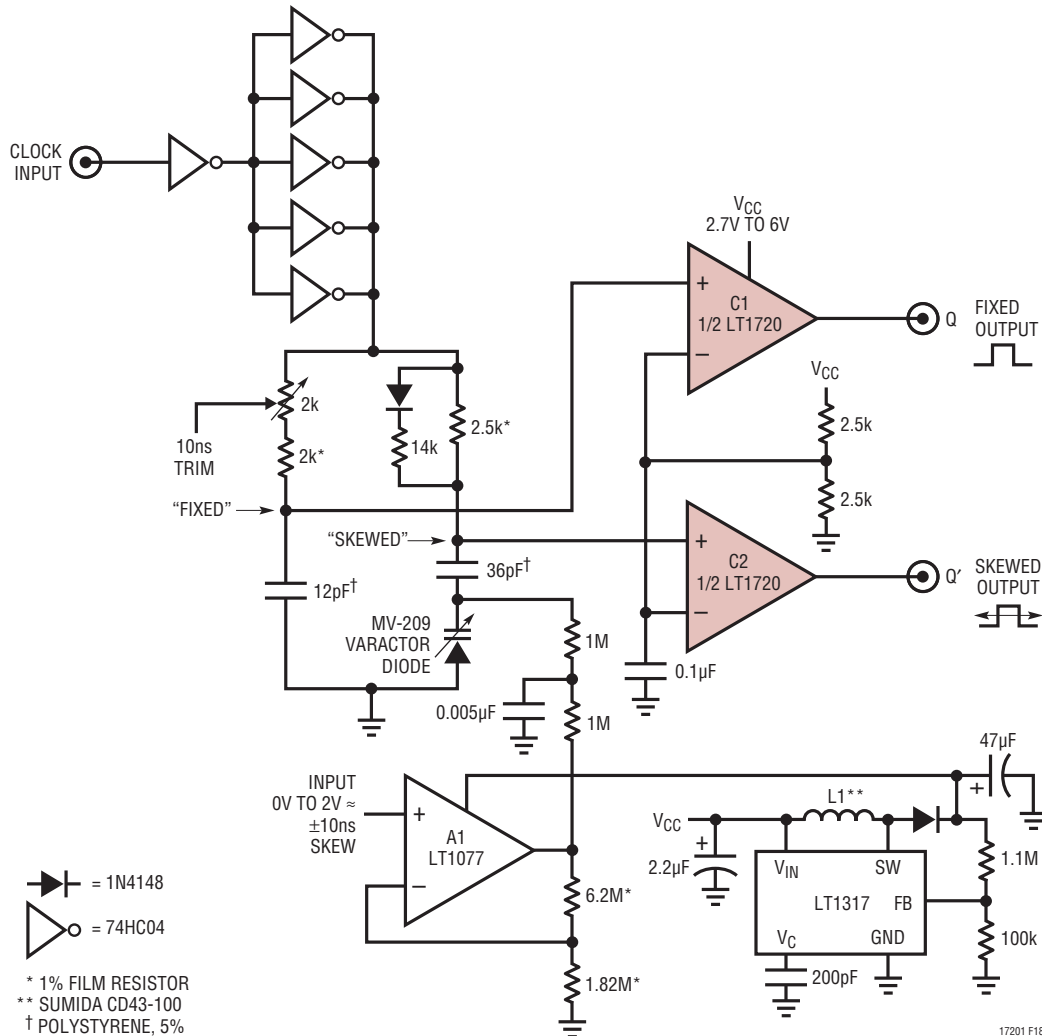 CLOCK
INPUT
VCC
2.7V TO 6V
+
C1
1/2 LT1720
−
Q
FIXED
OUTPUT
VCC
2.5k
2.5k
2k
10ns
TRIM
2k*
14k
2.5k*
"FIXED"
"SKEWED"
12pF†
36pF†
MV-209
VARACTOR
DIODE
1M
0.005µF
1M
+
C2
1/2 LT1720
−
Q′
SKEWED
OUTPUT
0.1µF
INPUT
0V TO 2V ≈
±10ns
SKEW
+
A1
LT1077
−
6.2M*
1.82M*
47µF
+
L1**
VCC
+
2.2µF
VIN
SW
LT1317
FB
VC
GND
1.1M
100k
200pF
= 1N4148
= 74HC04
* 1% FILM RESISTOR
** SUMIDA CD43-100
† POLYSTYRENE, 5%
17201 F18